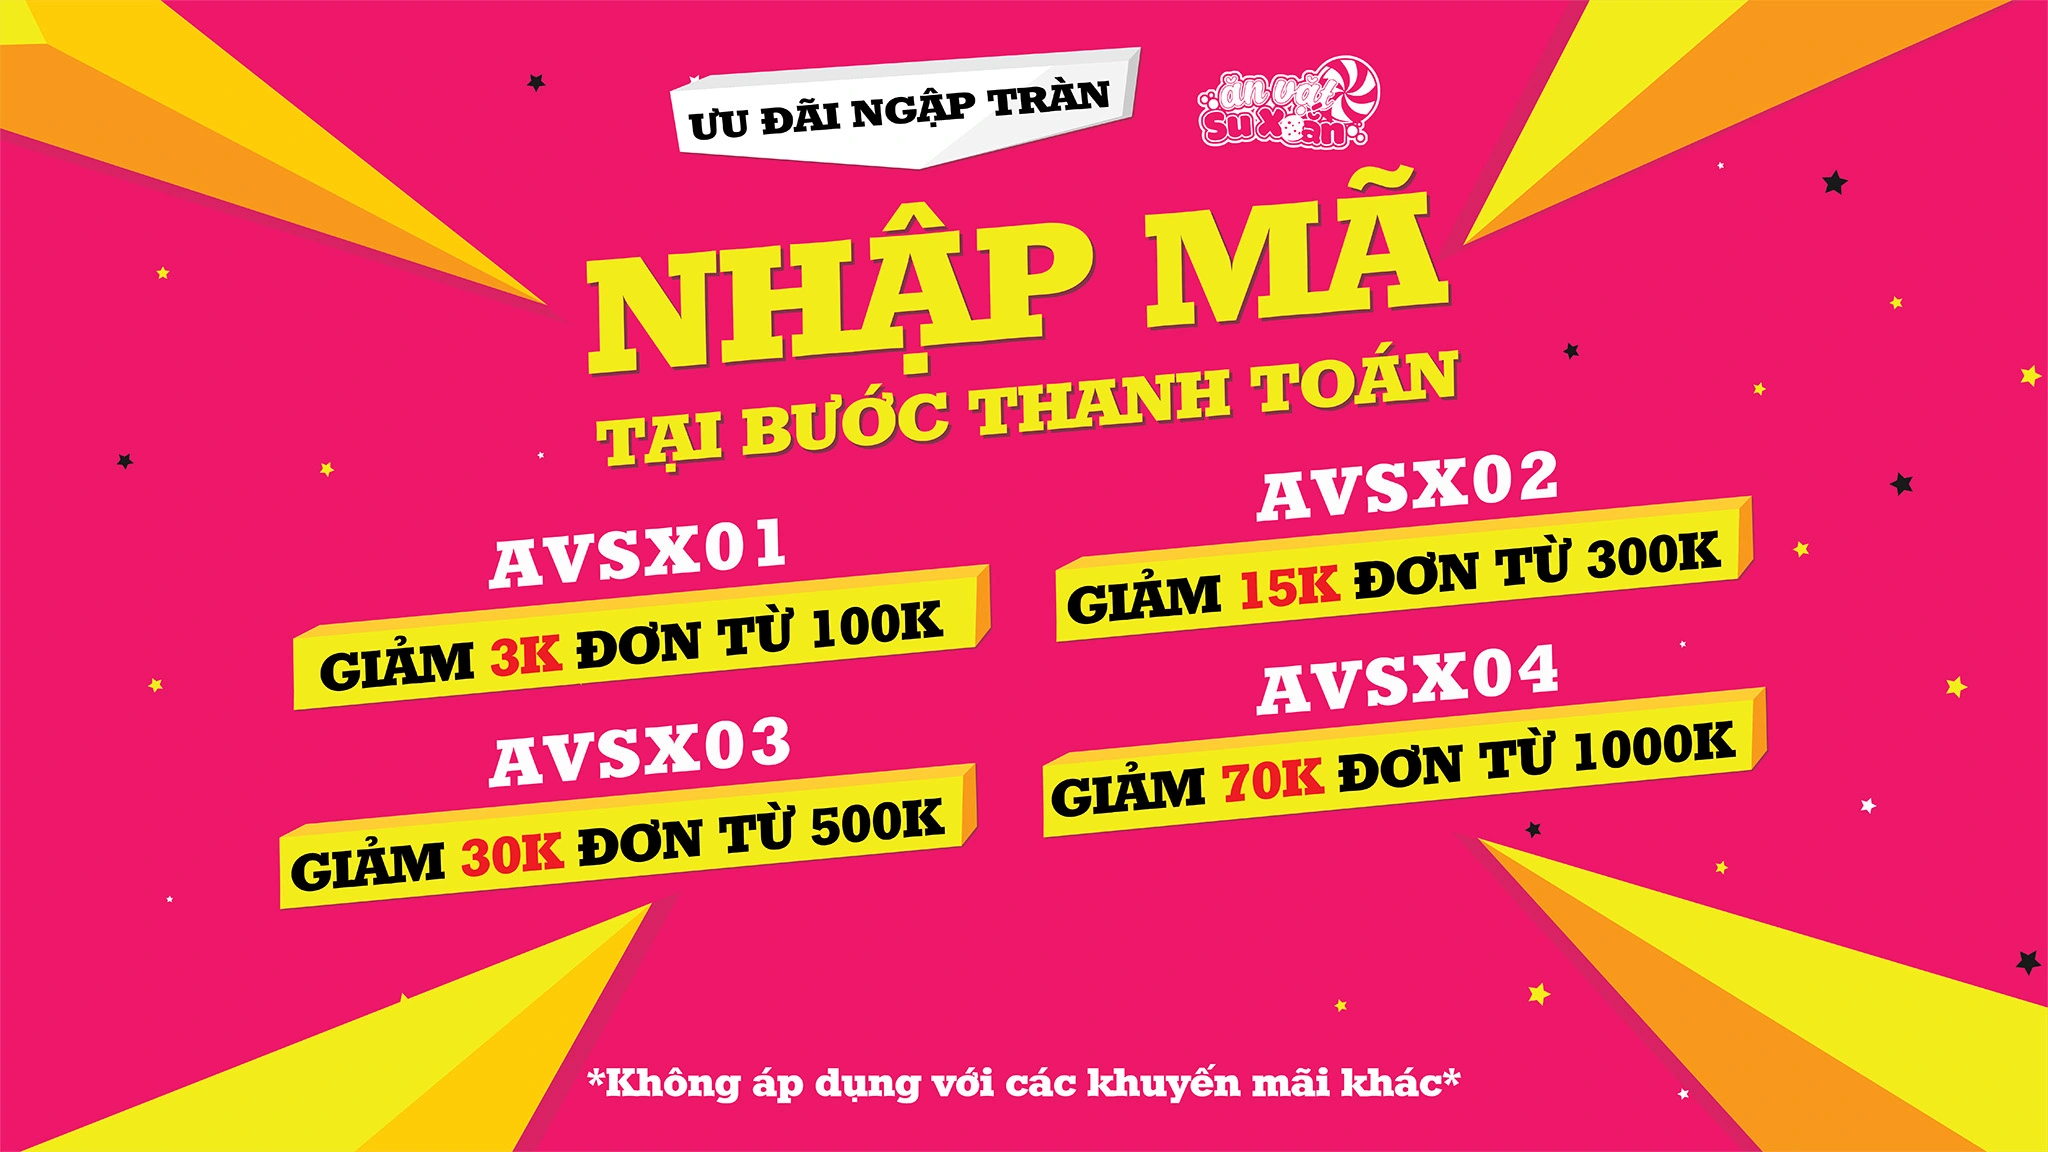 ƯU ĐÃI NGẬP TRÀN
ăn vặt
Su Xoăn
NHẬP MÃ
TẠI BƯỚC THANH TOÁN
AVSX01
GIẢM 3K ĐƠN TỪ 100K
AVSX02
GIẢM 15K ĐƠN TỪ 300K
AVSX03
GIẢM 30K ĐƠN TỪ 500K
AVSX04
GIẢM 70K ĐƠN TỪ 1000K
*Không áp dụng với các khuyến mãi khác*